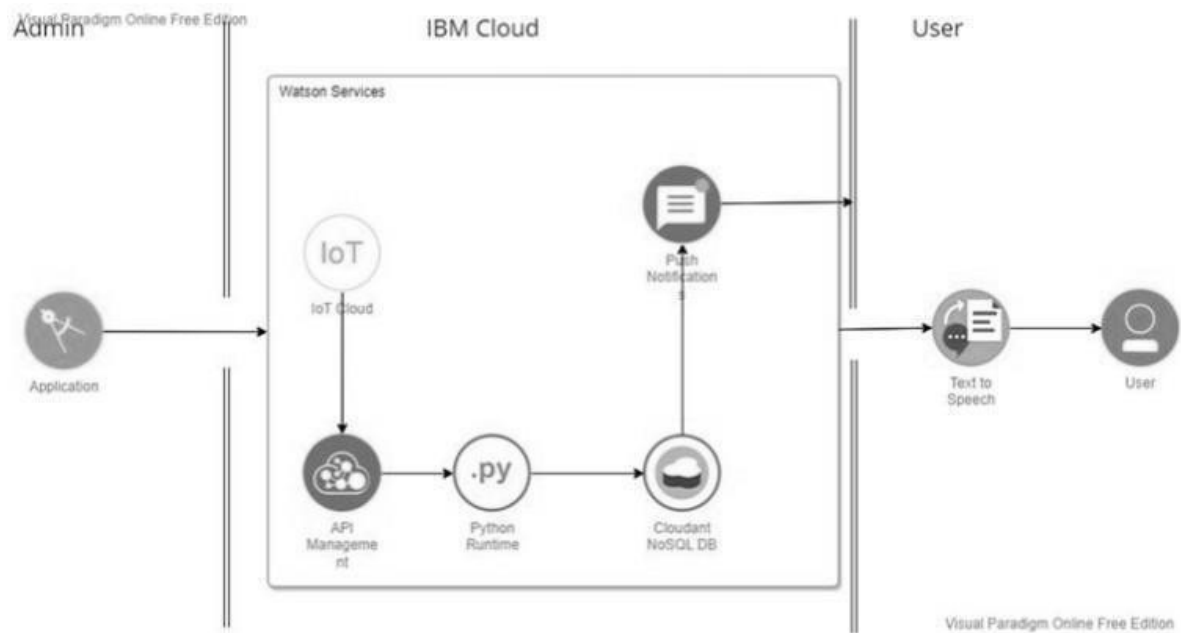 Visual Paradigm Online Free Edition
Admin
IBM Cloud
User
Watson Services
IoT
IoT Cloud
Push
Notification
s
Application
Text to
Speech
User
.py
API
Manageme
nt
Python
Runtime
Cloudant
NoSQL DB
Visual Paradigm Online Free Edition